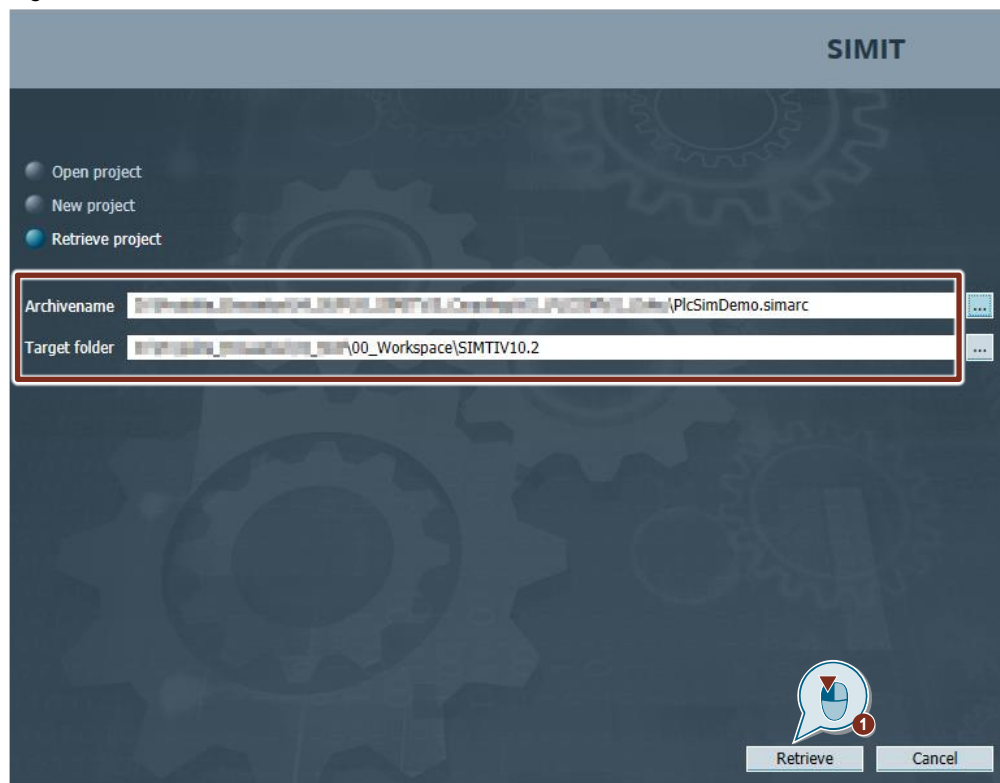 SIMIT
Open project
New project
Retrieve project
Archivename \PlcSimDemo.simarc ...
Target folder \00_Workspace\SIMTIV10.2 ...
1
Retrieve Cancel